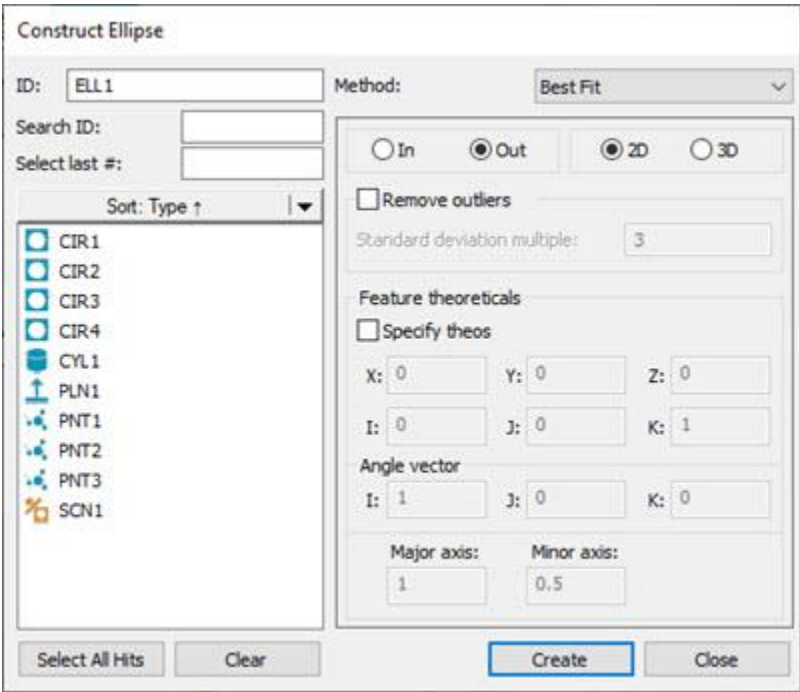 Construct Ellipse
ID: ELL1
Method: Best Fit
Search ID:
Select last #:
Sort: Type ↑
CIR1
CIR2
CIR3
CIR4
CYL1
PLN1
PNT1
PNT2
PNT3
SCN1
Select All Hits Clear
In Out 2D 3D
Remove outliers
Standard deviation multiple: 3
Feature theoreticals
Specify theos
X: 0 Y: 0 Z: 0
I: 0 J: 0 K: 1
Angle vector
I: 1 J: 0 K: 0
Major axis: Minor axis:
1 0.5
Create Close